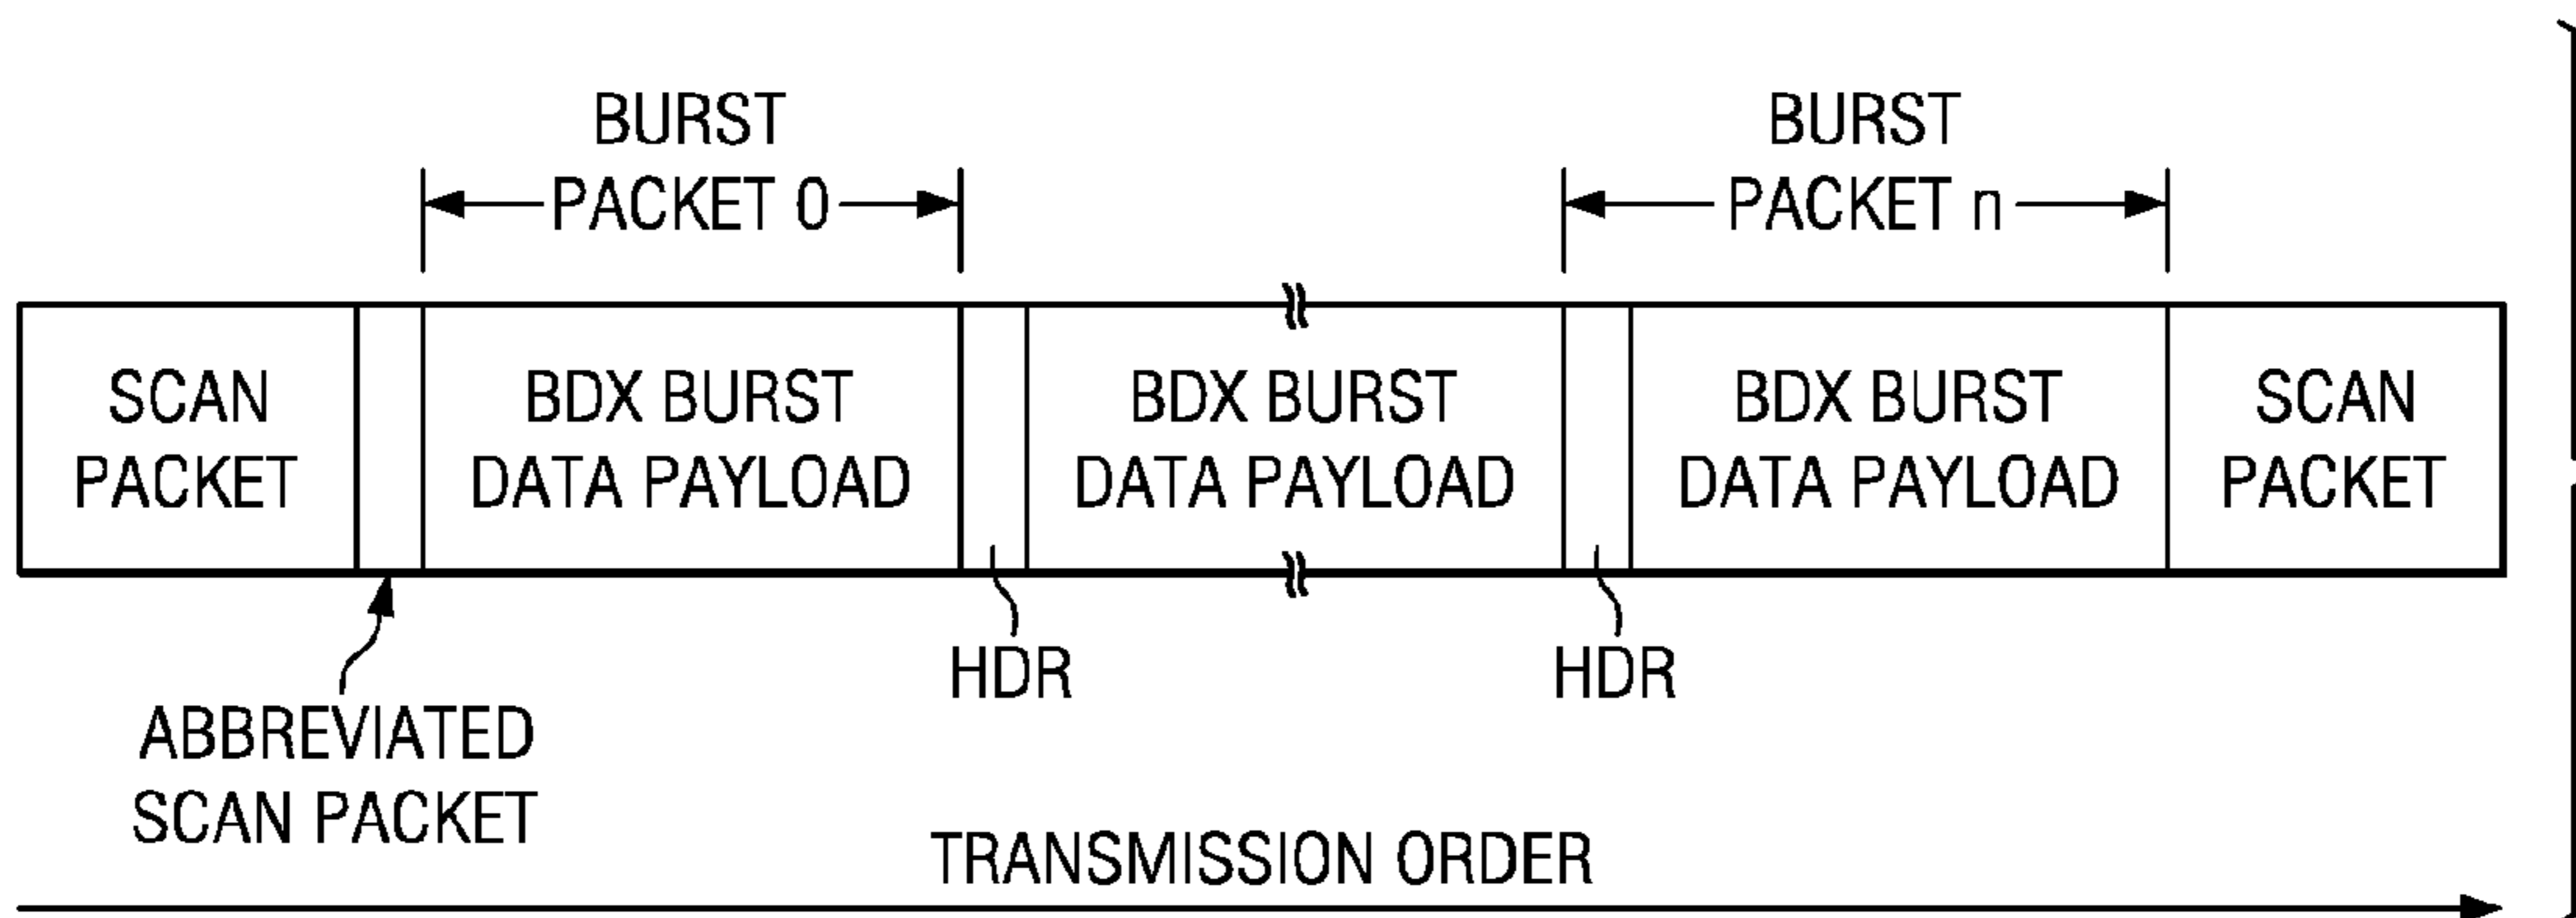 BURST
PACKET 0
BURST
PACKET n
SCAN
PACKET
BDX BURST
DATA PAYLOAD
BDX BURST
DATA PAYLOAD
BDX BURST
DATA PAYLOAD
SCAN
PACKET
HDR
HDR
ABBREVIATED
SCAN PACKET
TRANSMISSION ORDER